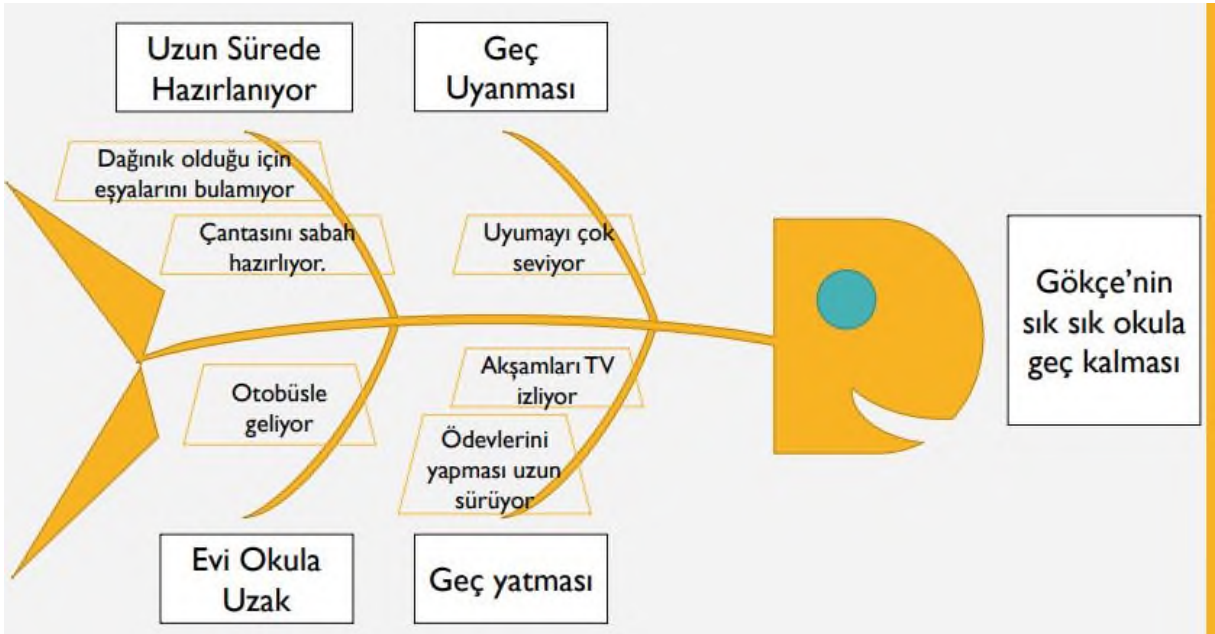 Uzun Sürede
Hazırlanıyor
Geç
Uyanması
Dağınık olduğu için
eşyalarını bulamıyor
Çantasını sabah
hazırlıyor.
Uyumayı çok
seviyor
Gökçe’nin
sık sık okula
geç kalması
Otobüsle
geliyor
Akşamları TV
izliyor
Ödevlerini
yapması uzun
sürüyor
Evi Okula
Uzak
Geç yatması